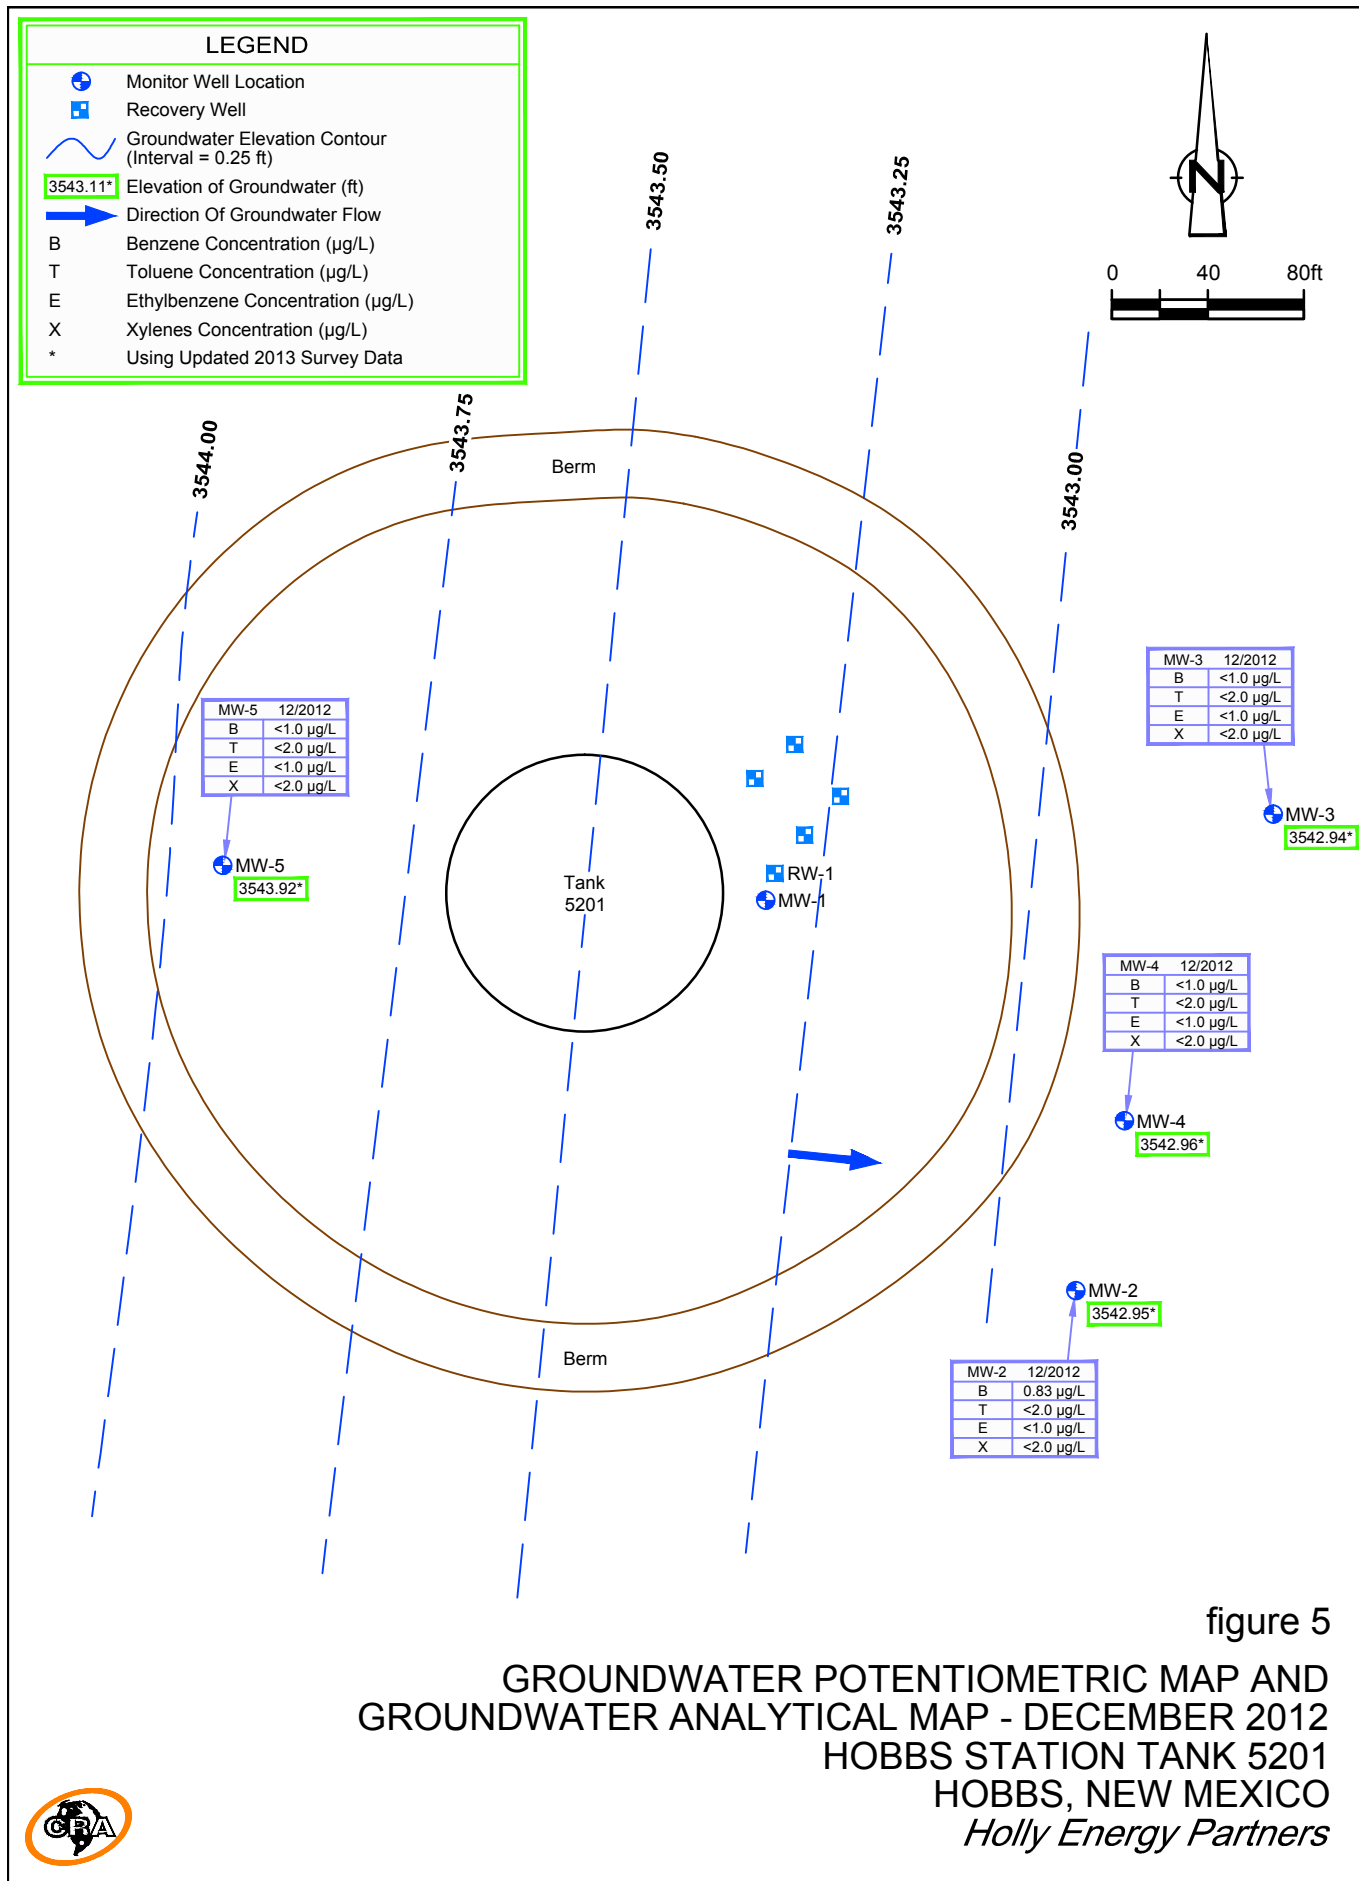 LEGEND
Monitor Well Location
Recovery Well
Groundwater Elevation Contour
(Interval = 0.25 ft)
3543.11* Elevation of Groundwater (ft)
Direction Of Groundwater Flow
B Benzene Concentration (µg/L)
T Toluene Concentration (µg/L)
E Ethylbenzene Concentration (µg/L)
X Xylenes Concentration (µg/L)
* Using Updated 2013 Survey Data
N
0 40 80ft
3544.00
3543.75
3543.50
3543.25
3543.00
Berm
MW-5 12/2012
B <1.0 µg/L
T <2.0 µg/L
E <1.0 µg/L
X <2.0 µg/L
MW-5
3543.92*
Tank
5201
RW-1
MW-1
MW-3 12/2012
B <1.0 µg/L
T <2.0 µg/L
E <1.0 µg/L
X <2.0 µg/L
MW-3
3542.94*
MW-4 12/2012
B <1.0 µg/L
T <2.0 µg/L
E <1.0 µg/L
X <2.0 µg/L
MW-4
3542.96*
MW-2
3542.95*
MW-2 12/2012
B 0.83 µg/L
T <2.0 µg/L
E <1.0 µg/L
X <2.0 µg/L
Berm
figure 5
GROUNDWATER POTENTIOMETRIC MAP AND
GROUNDWATER ANALYTICAL MAP - DECEMBER 2012
HOBBS STATION TANK 5201
HOBBS, NEW MEXICO
Holly Energy Partners
CRA